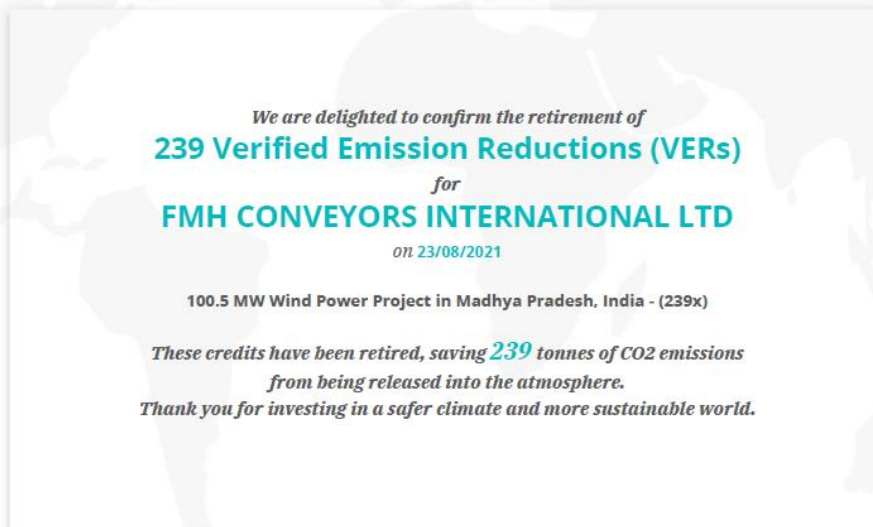 We are delighted to confirm the retirement of
239 Verified Emission Reductions (VERs)
for
FMH CONVEYORS INTERNATIONAL LTD
on 23/08/2021
100.5 MW Wind Power Project in Madhya Pradesh, India - (239x)
These credits have been retired, saving 239 tonnes of CO2 emissions
from being released into the atmosphere.
Thank you for investing in a safer climate and more sustainable world.